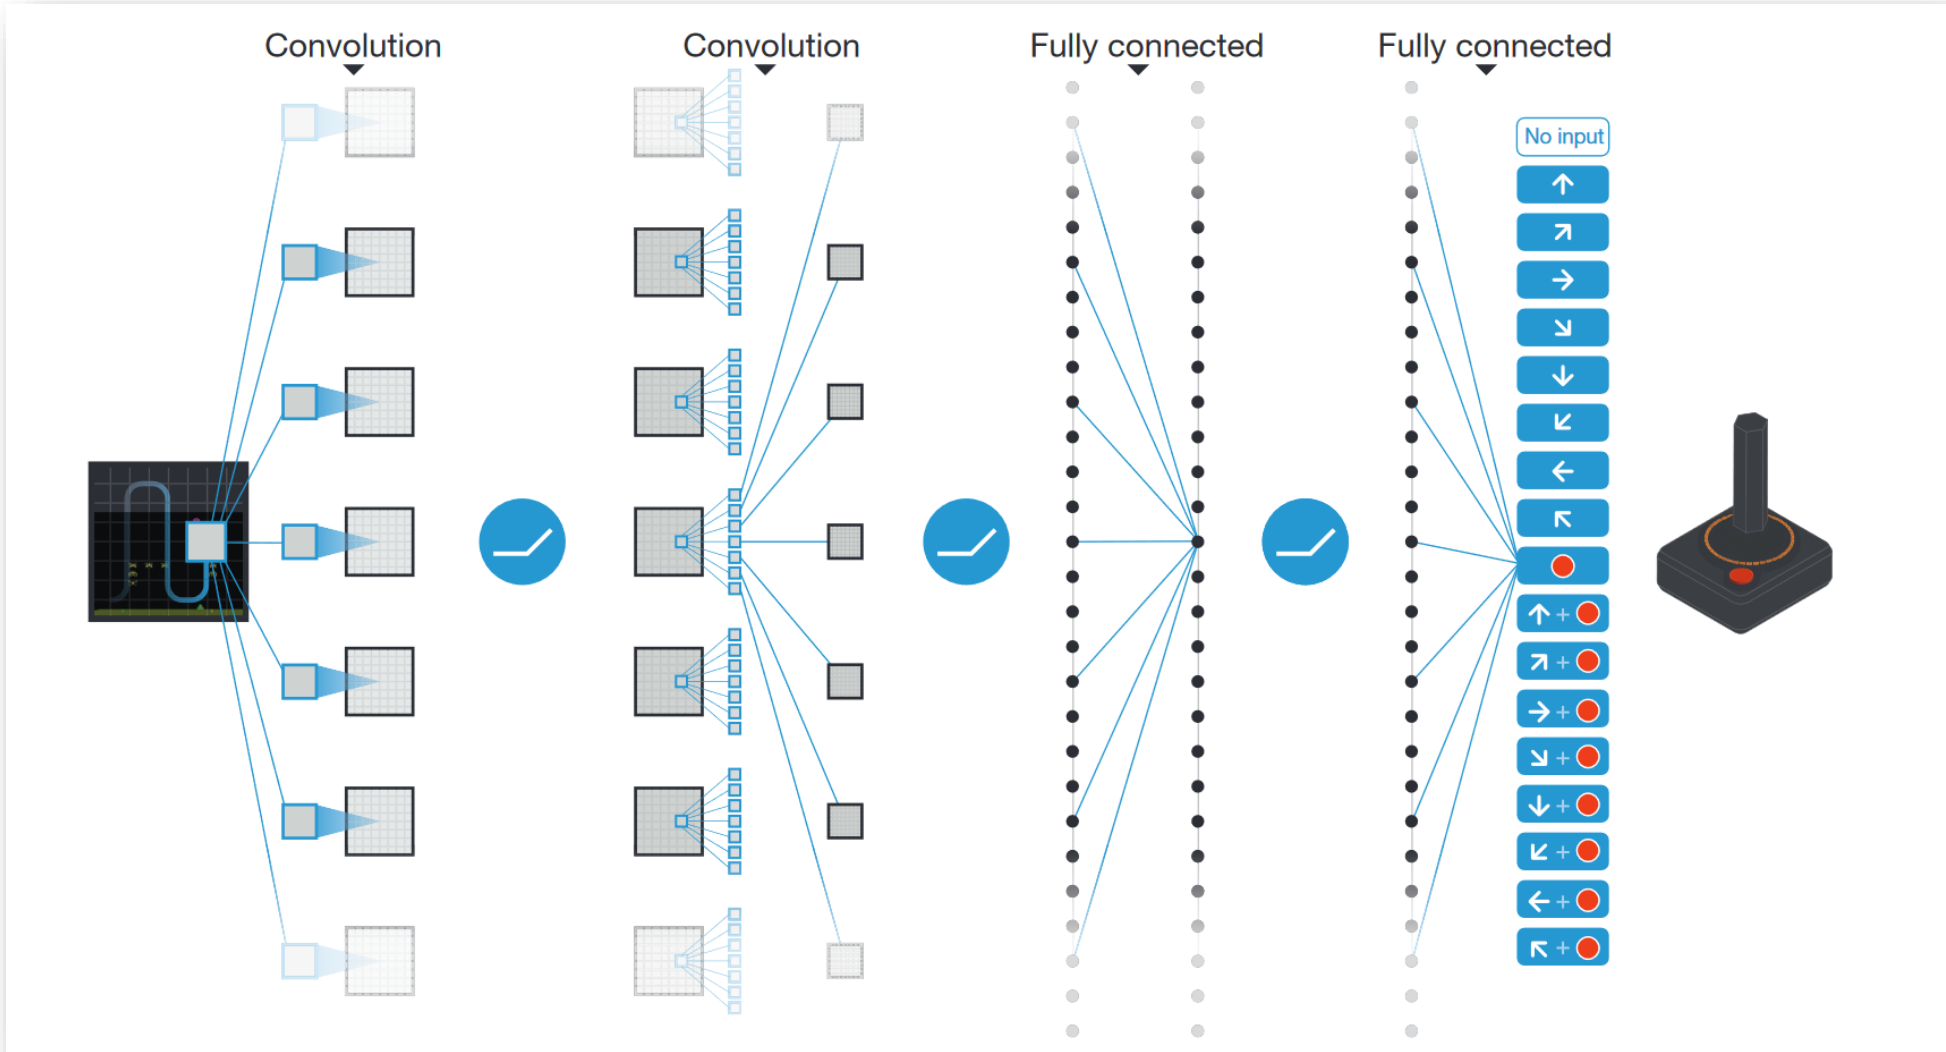 Convolution
Convolution
Fully connected
Fully connected
No input
+
+
+
+
+
+
+
+